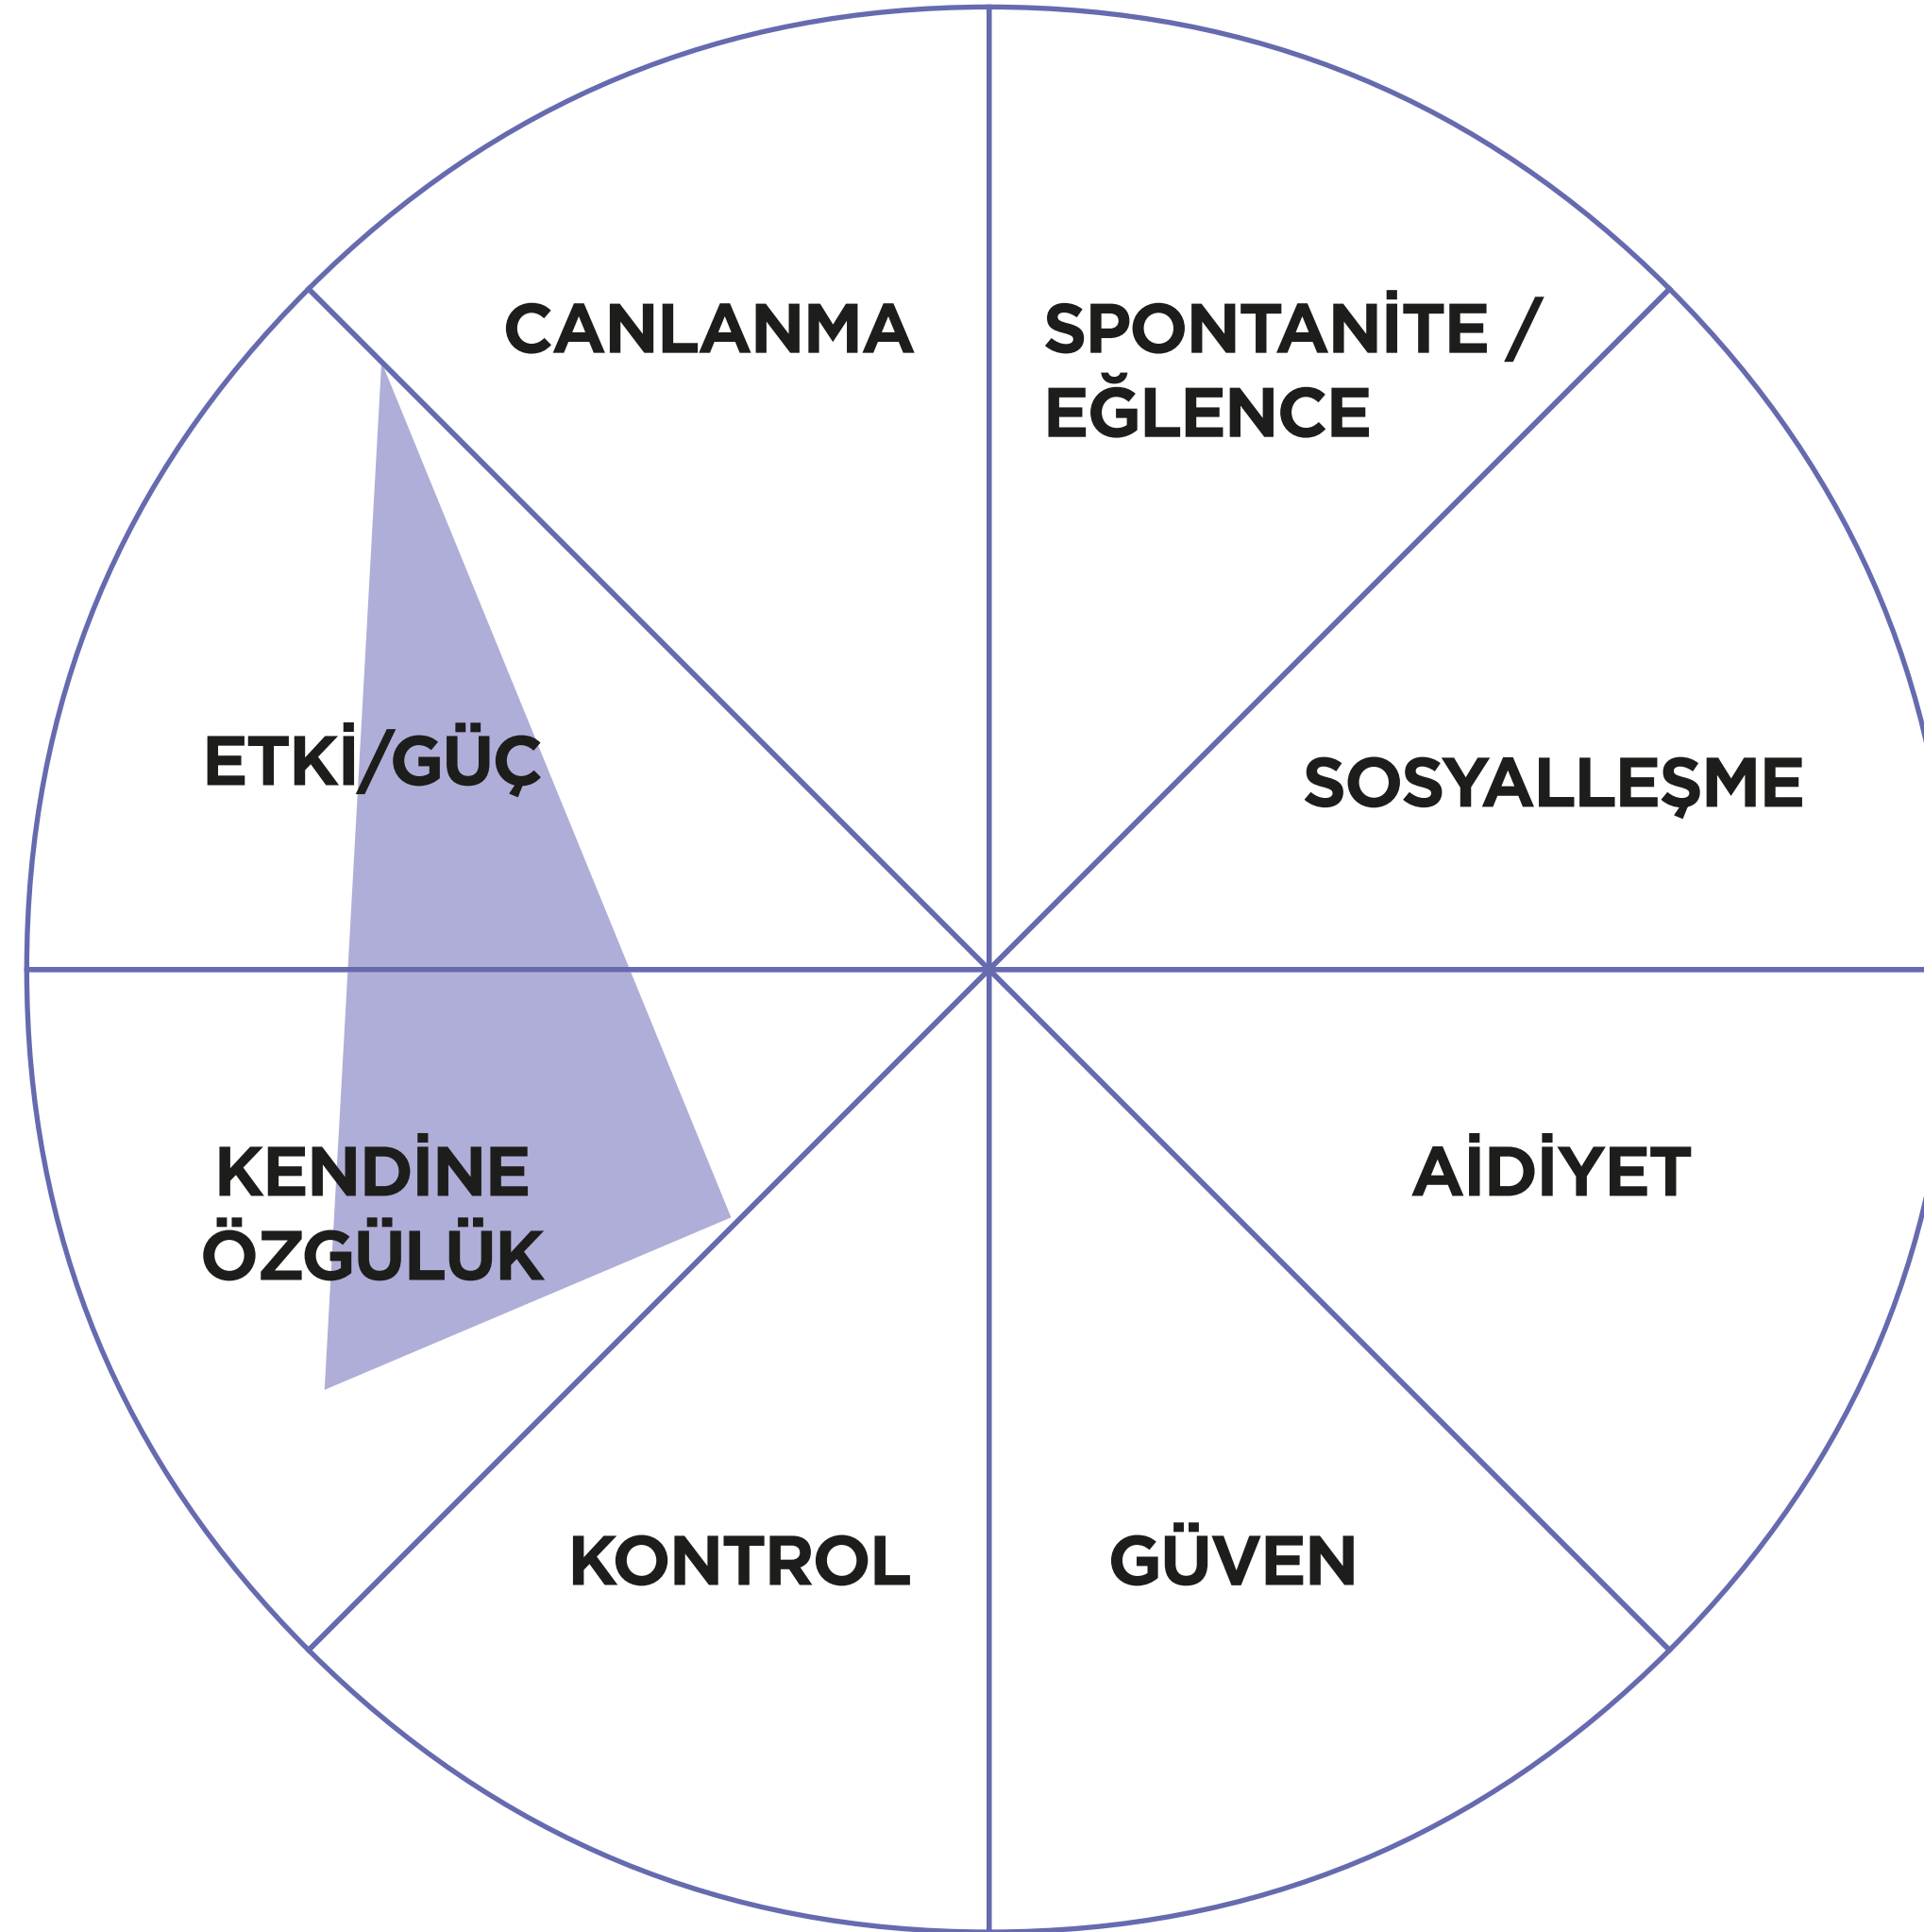 CANLANMA
SPONTANİTE /
EĞLENCE
ETKİ/GÜÇ
SOSYALLEŞME
KENDİNE
ÖZGÜLÜK
AİDİYET
KONTROL
GÜVEN